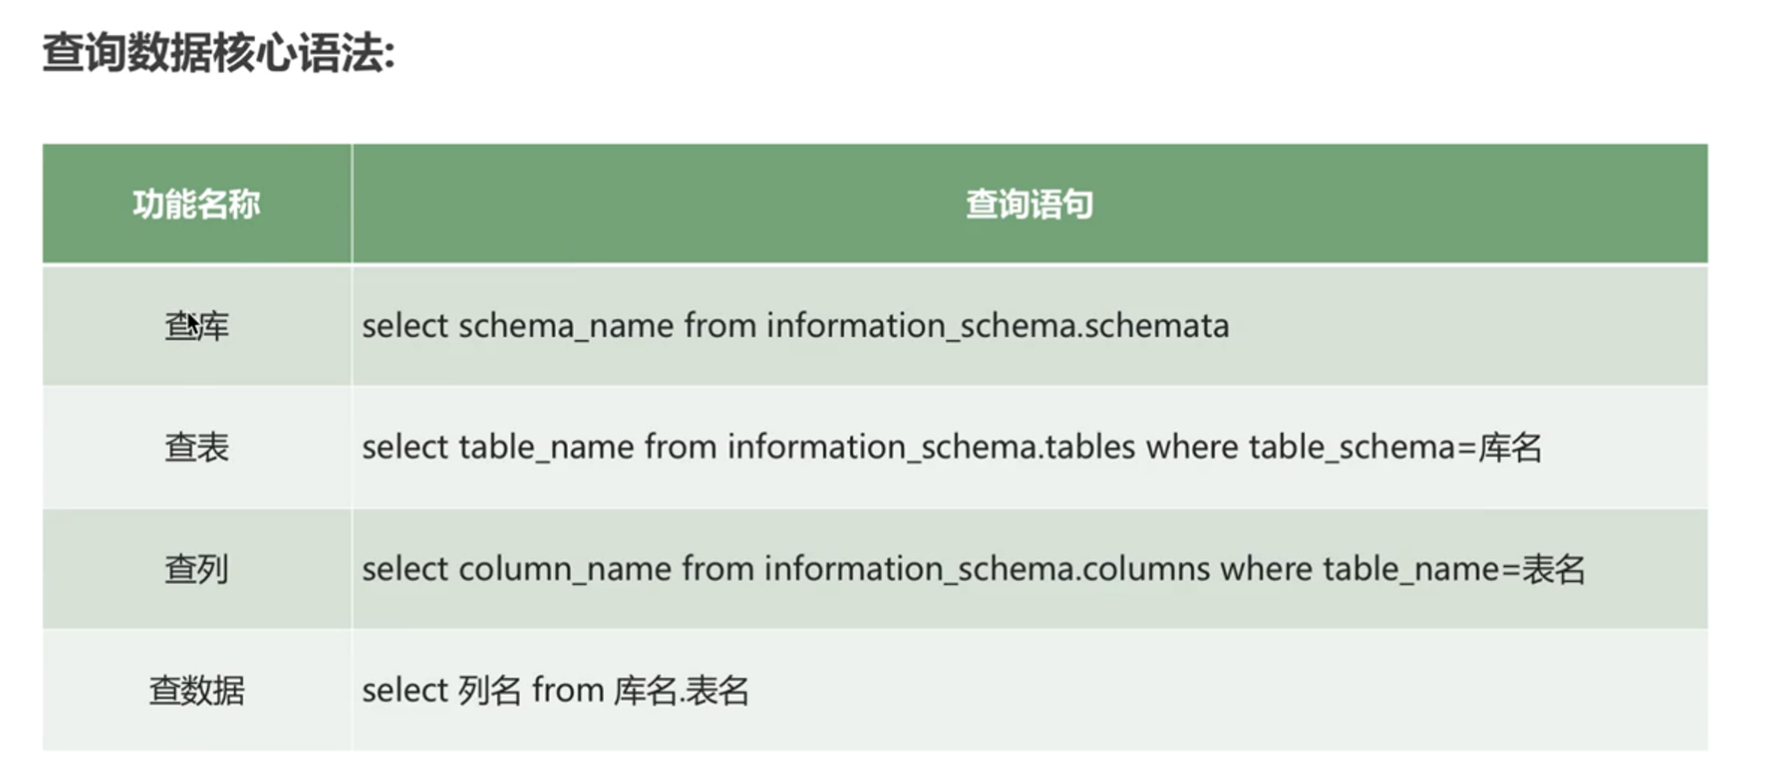 查询数据核心语法:
功能名称 查询语句
查库 select schema_name from information_schema.schemata
查表 select table_name from information_schema.tables where table_schema=库名
查列 select column_name from information_schema.columns where table_name=表名
查数据 select 列名 from 库名.表名